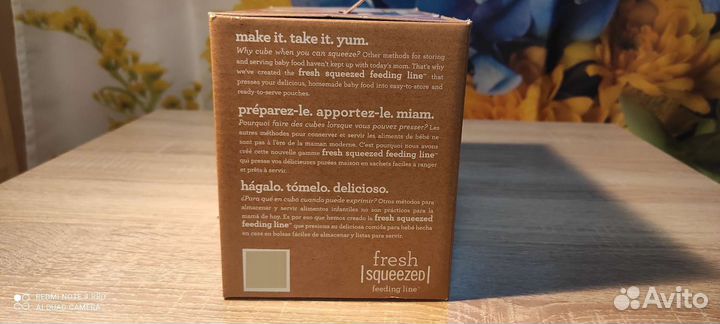 make it. take it. yum.
Why cube when you can squeeze? Other methods for storing
and serving baby food haven't kept up with today's mom. That's why
we've created the fresh squeezed feeding line™ that
presses your delicious, homemade baby food into easy-to-store and
ready-to-serve pouches.
préparez-le. apportez-le. miam.
Pourquoi faire des cubes lorsque vous pouvez presser? Les
autres méthodes pour conserver et servir les aliments de bébé ne
sont pas à l'ère de la maman moderne. C'est pourquoi nous avons
créé cette nouvelle gamme fresh squeezed feeding line™
qui presse vos délicieuses purées maison en sachets faciles à ranger
et prêts à servir.
hágalo. tómelo. delicioso.
¿Para qué en cubo cuando puede exprimir? Otros métodos para
almacenar y servir alimentos infantiles no son prácticos para la
mamá de hoy. Es por eso que hemos creado la fresh squeezed
feeding line™ que presiona su deliciosa comida para bebé hecha
en casa en bolsas fáciles de almacenar y listas para servir.
fresh
squeezed
feeding line™
REDMI NOTE 9 PRO
AI QUAD CAMERA
Avito